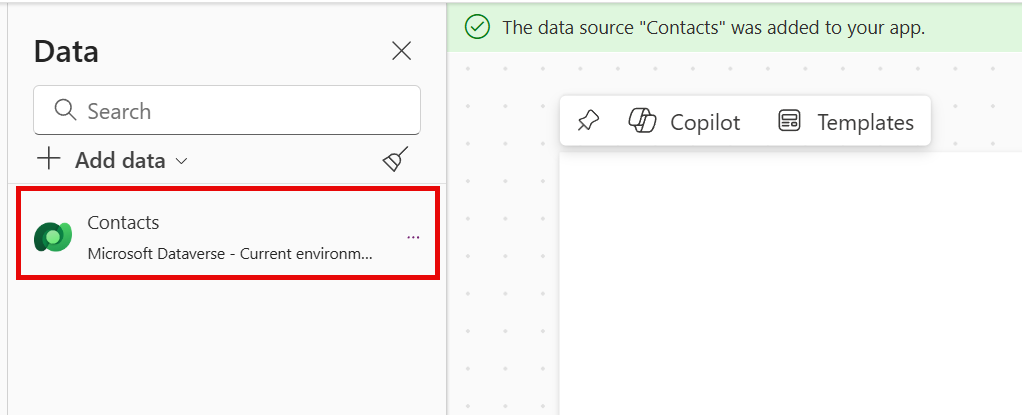 Data
Search
Add data
Contacts
Microsoft Dataverse - Current environm...
The data source "Contacts" was added to your app.
Copilot
Templates